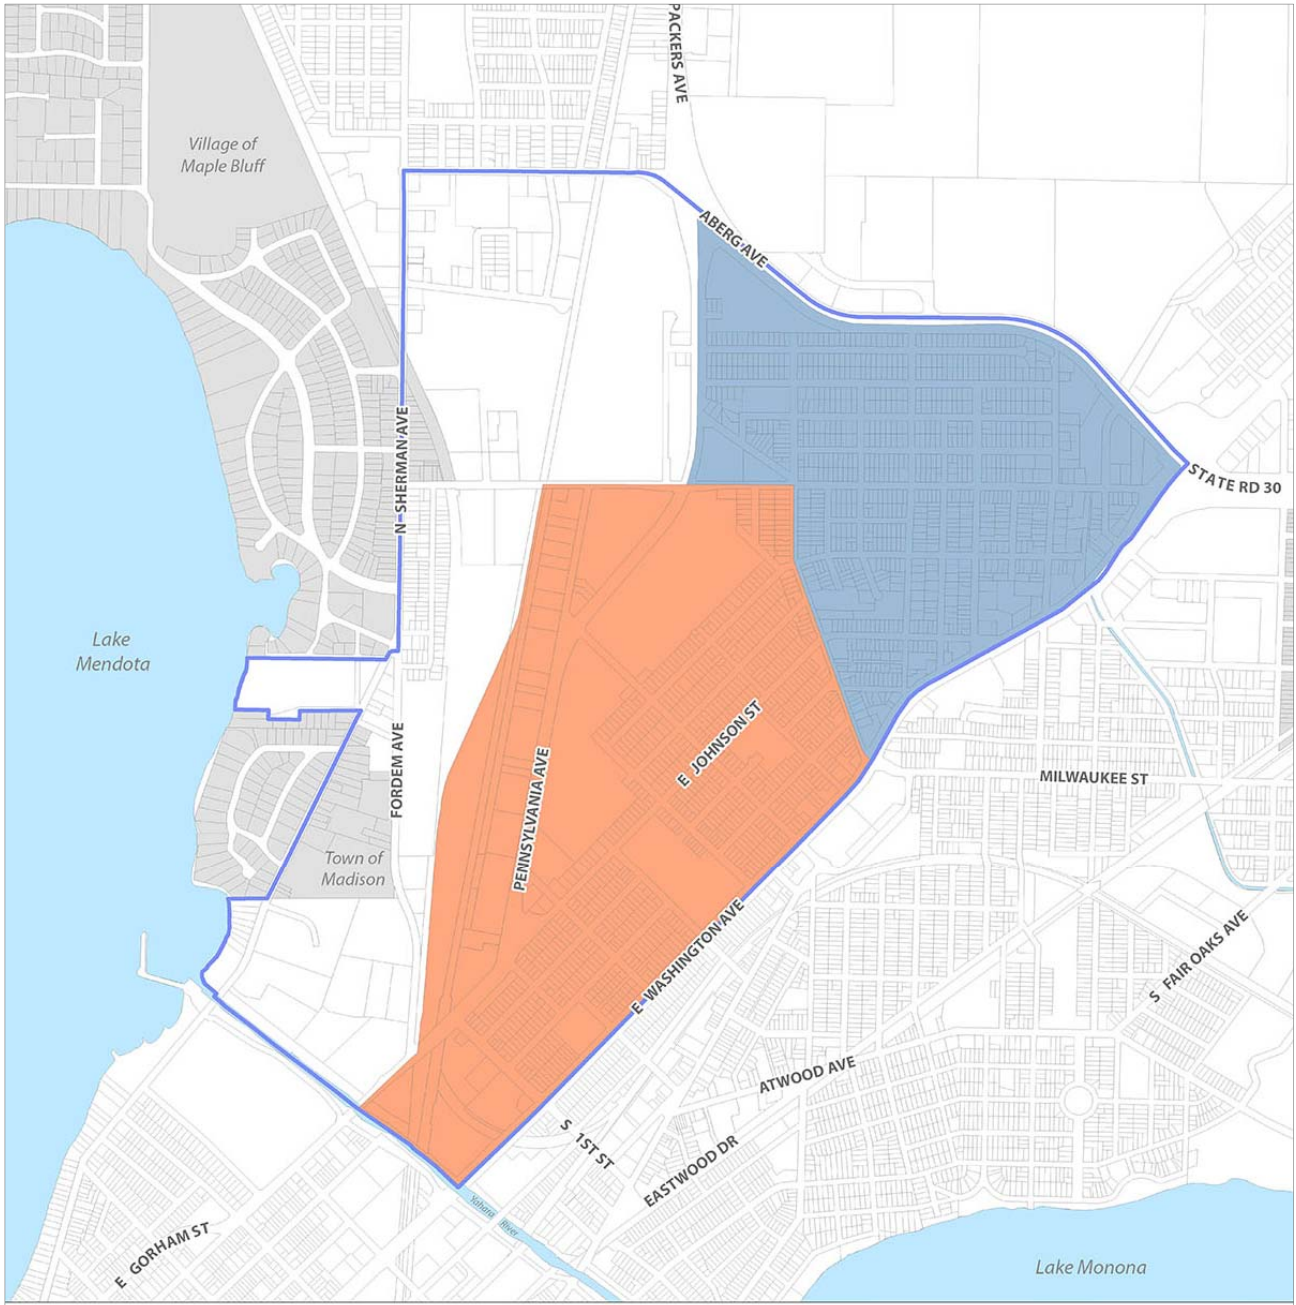 PACKERS AVE
Village of
Maple Bluff
ABERG AVE
N SHERMAN AVE
STATE RD 30
Lake
Mendota
E JOHNSON ST
FORDEM AVE
PENNSYLVANIA AVE
MILWAUKEE ST
Town of
Madison
E WASHINGTON AVE
S FAIR OAKS AVE
ATWOOD AVE
S 1ST ST
EASTWOOD DR
Yahara River
E GORHAM ST
Lake Monona